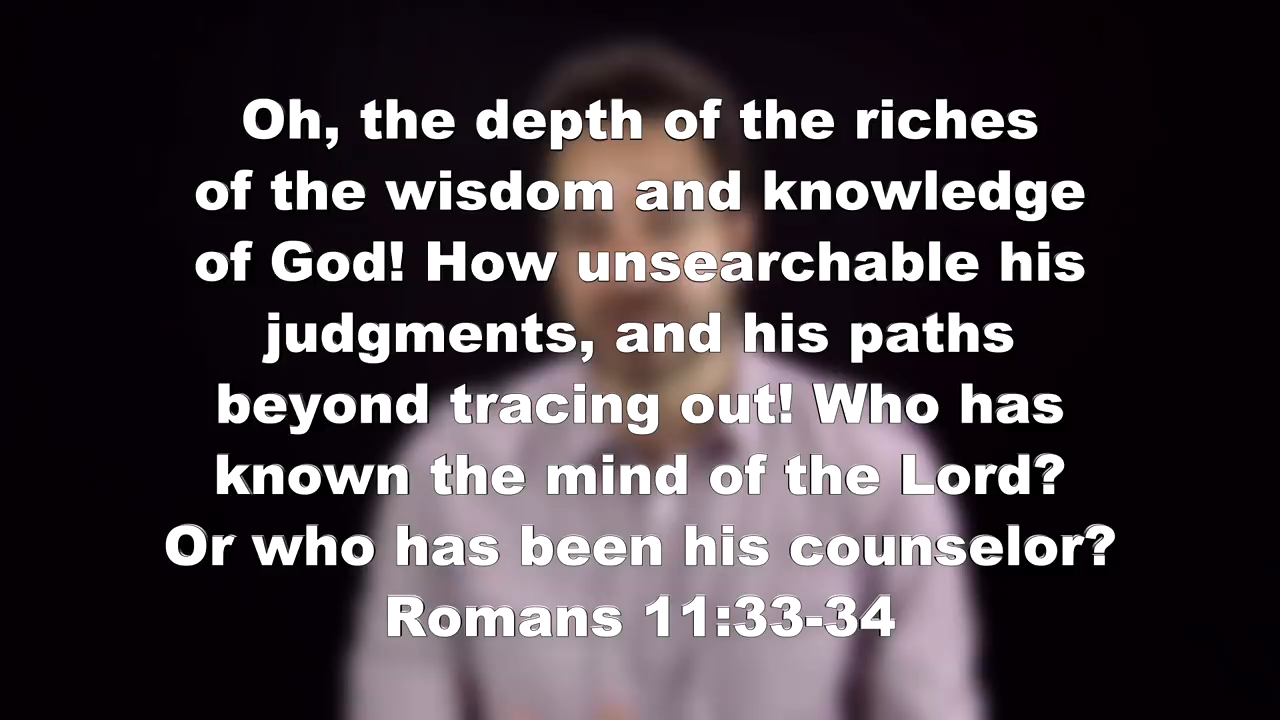 Oh, the depth of the riches
of the wisdom and knowledge
of God! How unsearchable his
judgments, and his paths
beyond tracing out! Who has
known the mind of the Lord?
Or who has been his counselor?
Romans 11:33-34